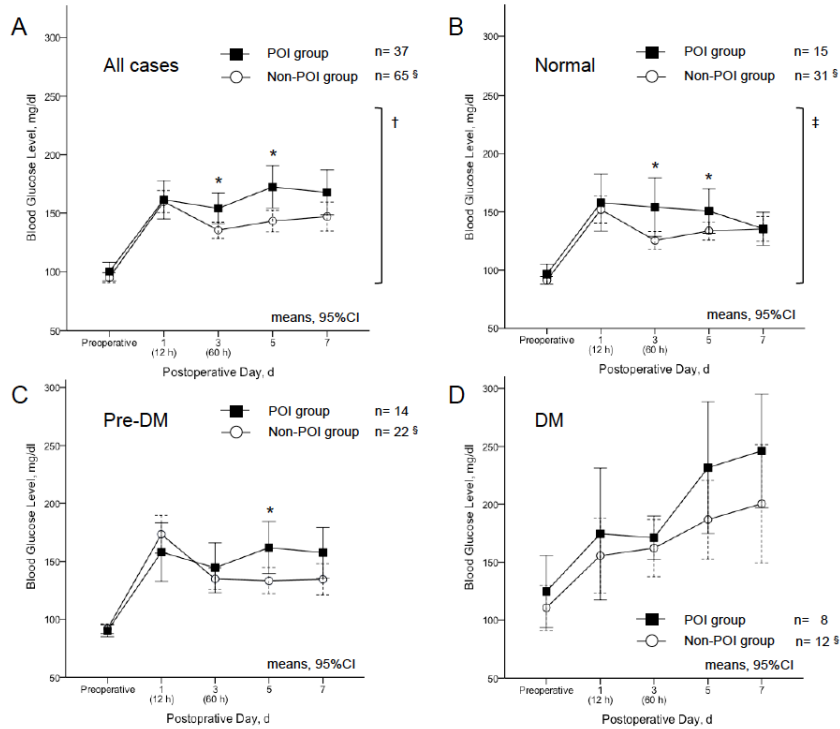 A
All cases
POI group n= 37
Non-POI group n= 65 §
300
250
200
150
100
50
Blood Glucose Level, mg/dl
*
*
†
means, 95%CI
Preoperative
1
(12 h)
3
(60 h)
5
7
Postoperative Day, d
B
Normal
POI group n= 15
Non-POI group n= 31 §
300
250
200
150
100
50
Blood Glucose Level, mg/dl
*
*
‡
means, 95%CI
Preoperative
1
(12 h)
3
(60 h)
5
7
Postoperative Day, d
C
Pre-DM
POI group n= 14
Non-POI group n= 22 §
300
250
200
150
100
50
Blood Glucose Level, mg/dl
*
means, 95%CI
Preoperative
1
(12 h)
3
(60 h)
5
7
Postoprative Day, d
D
DM
300
250
200
150
100
50
Blood Glucose Level, mg/dl
POI group n= 8
Non-POI group n= 12 §
means, 95%CI
Preoperative
1
(12 h)
3
(60 h)
5
7
Postoperative Day, d